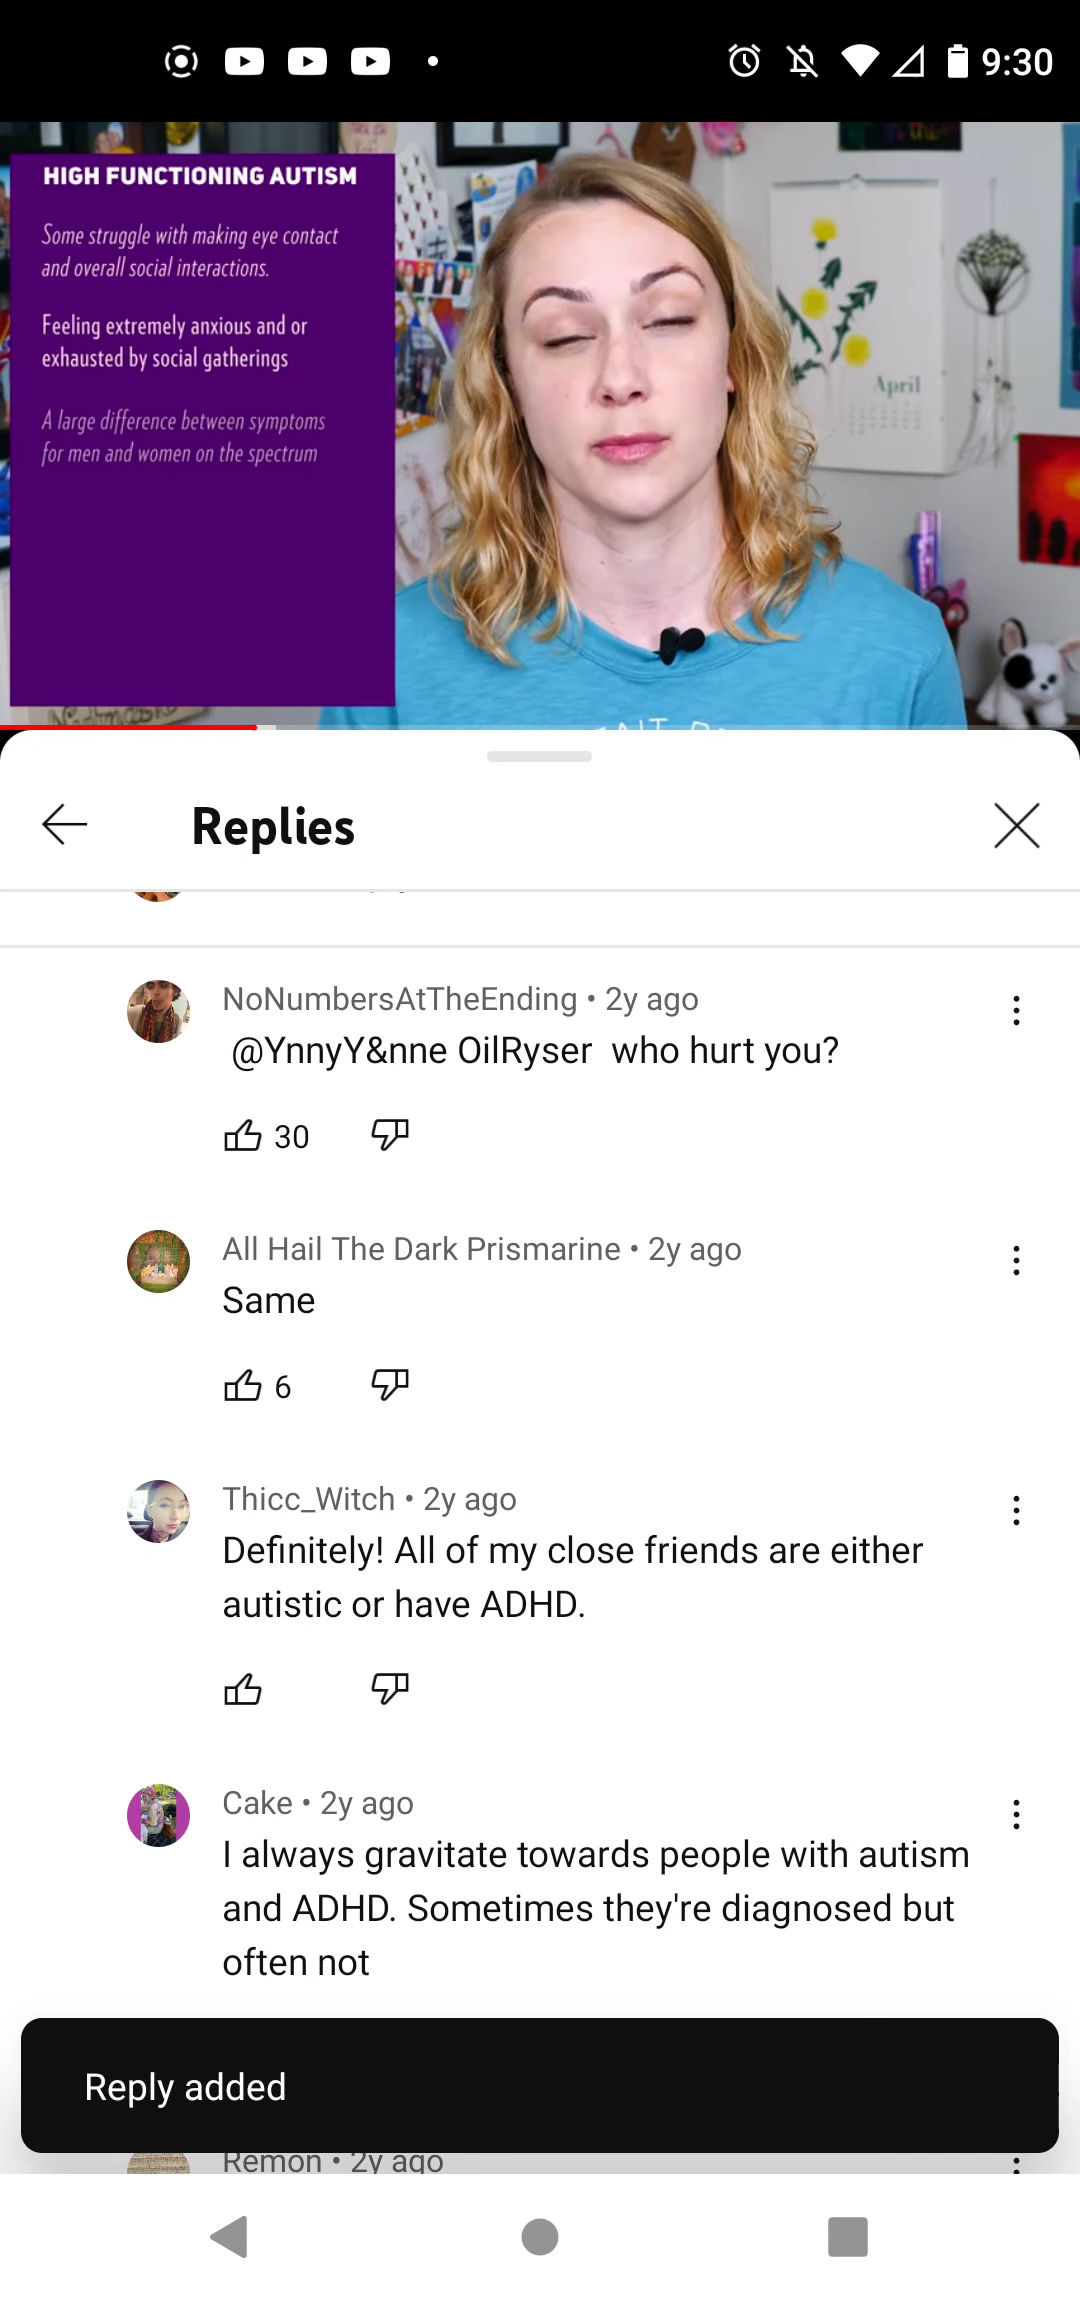 9:30
HIGH FUNCTIONING AUTISM
Some struggle with making eye contact
and overall social interactions.
Feeling extremely anxious and or
exhausted by social gatherings
A large difference between symptoms
for men and women on the spectrum
April
Replies
NoNumbersAtTheEnding • 2y ago
@YnnyY&nne OilRyser who hurt you?
30
All Hail The Dark Prismarine • 2y ago
Same
6
Thicc_Witch • 2y ago
Definitely! All of my close friends are either
autistic or have ADHD.
Cake • 2y ago
I always gravitate towards people with autism
and ADHD. Sometimes they're diagnosed but
often not
Reply added
Remon • 2y ago